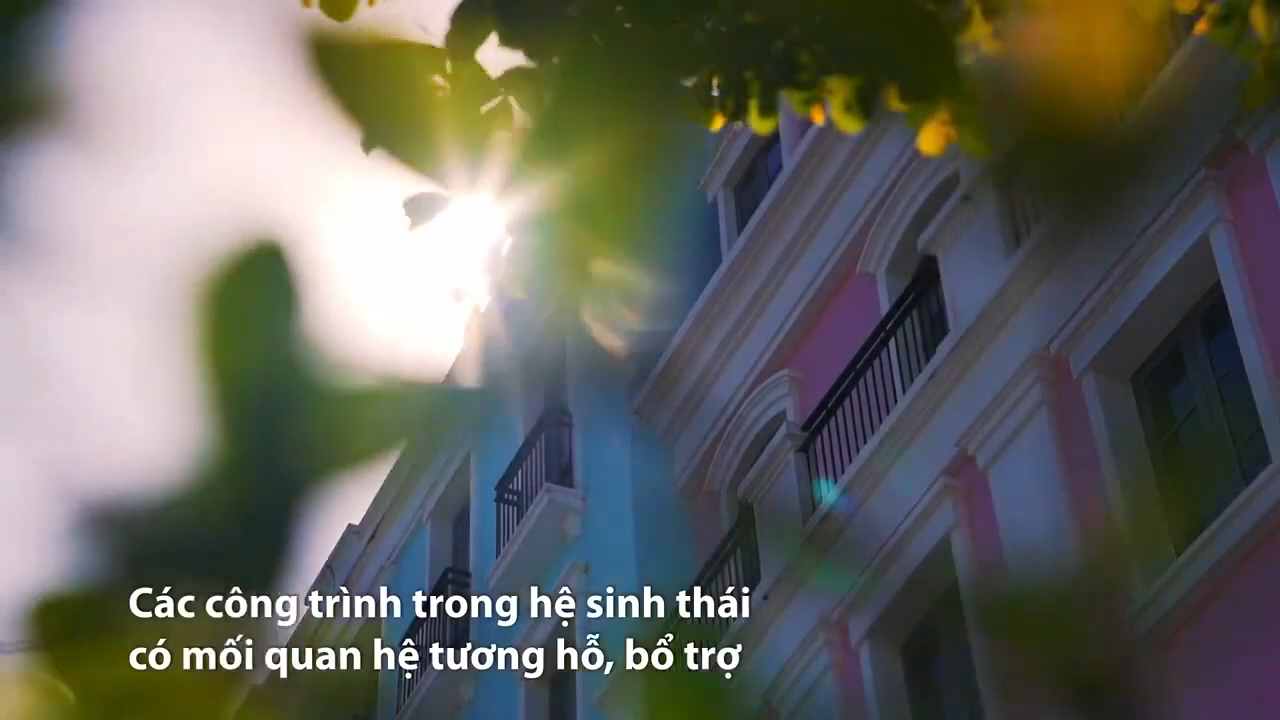 Các công trình trong hệ sinh thái
có mối quan hệ tương hỗ, bổ trợ